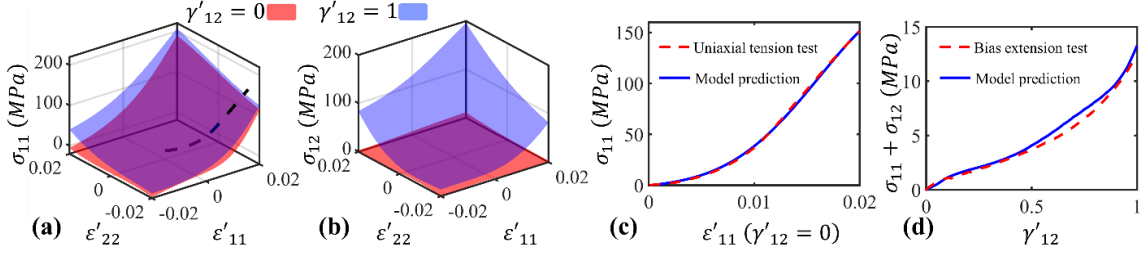 γ′₁₂ = 0 γ′₁₂ = 1
200
100
0
σ₁₁ (MPa)
0.02
0
-0.02
ε′₂₂
-0.02
0
0.02
ε′₁₁
(a)
200
100
0
σ₁₂ (MPa)
0.02
0
-0.02
ε′₂₂
-0.02
0
0.02
ε′₁₁
(b)
150
100
50
0
σ₁₁ (MPa)
Uniaxial tension test
Model prediction
0 0.01 0.02
ε′₁₁ (γ′₁₂ = 0)
(c)
15
10
5
0
σ₁₁ + σ₁₂ (MPa)
Bias extension test
Model prediction
0 0.5 1
γ′₁₂
(d)